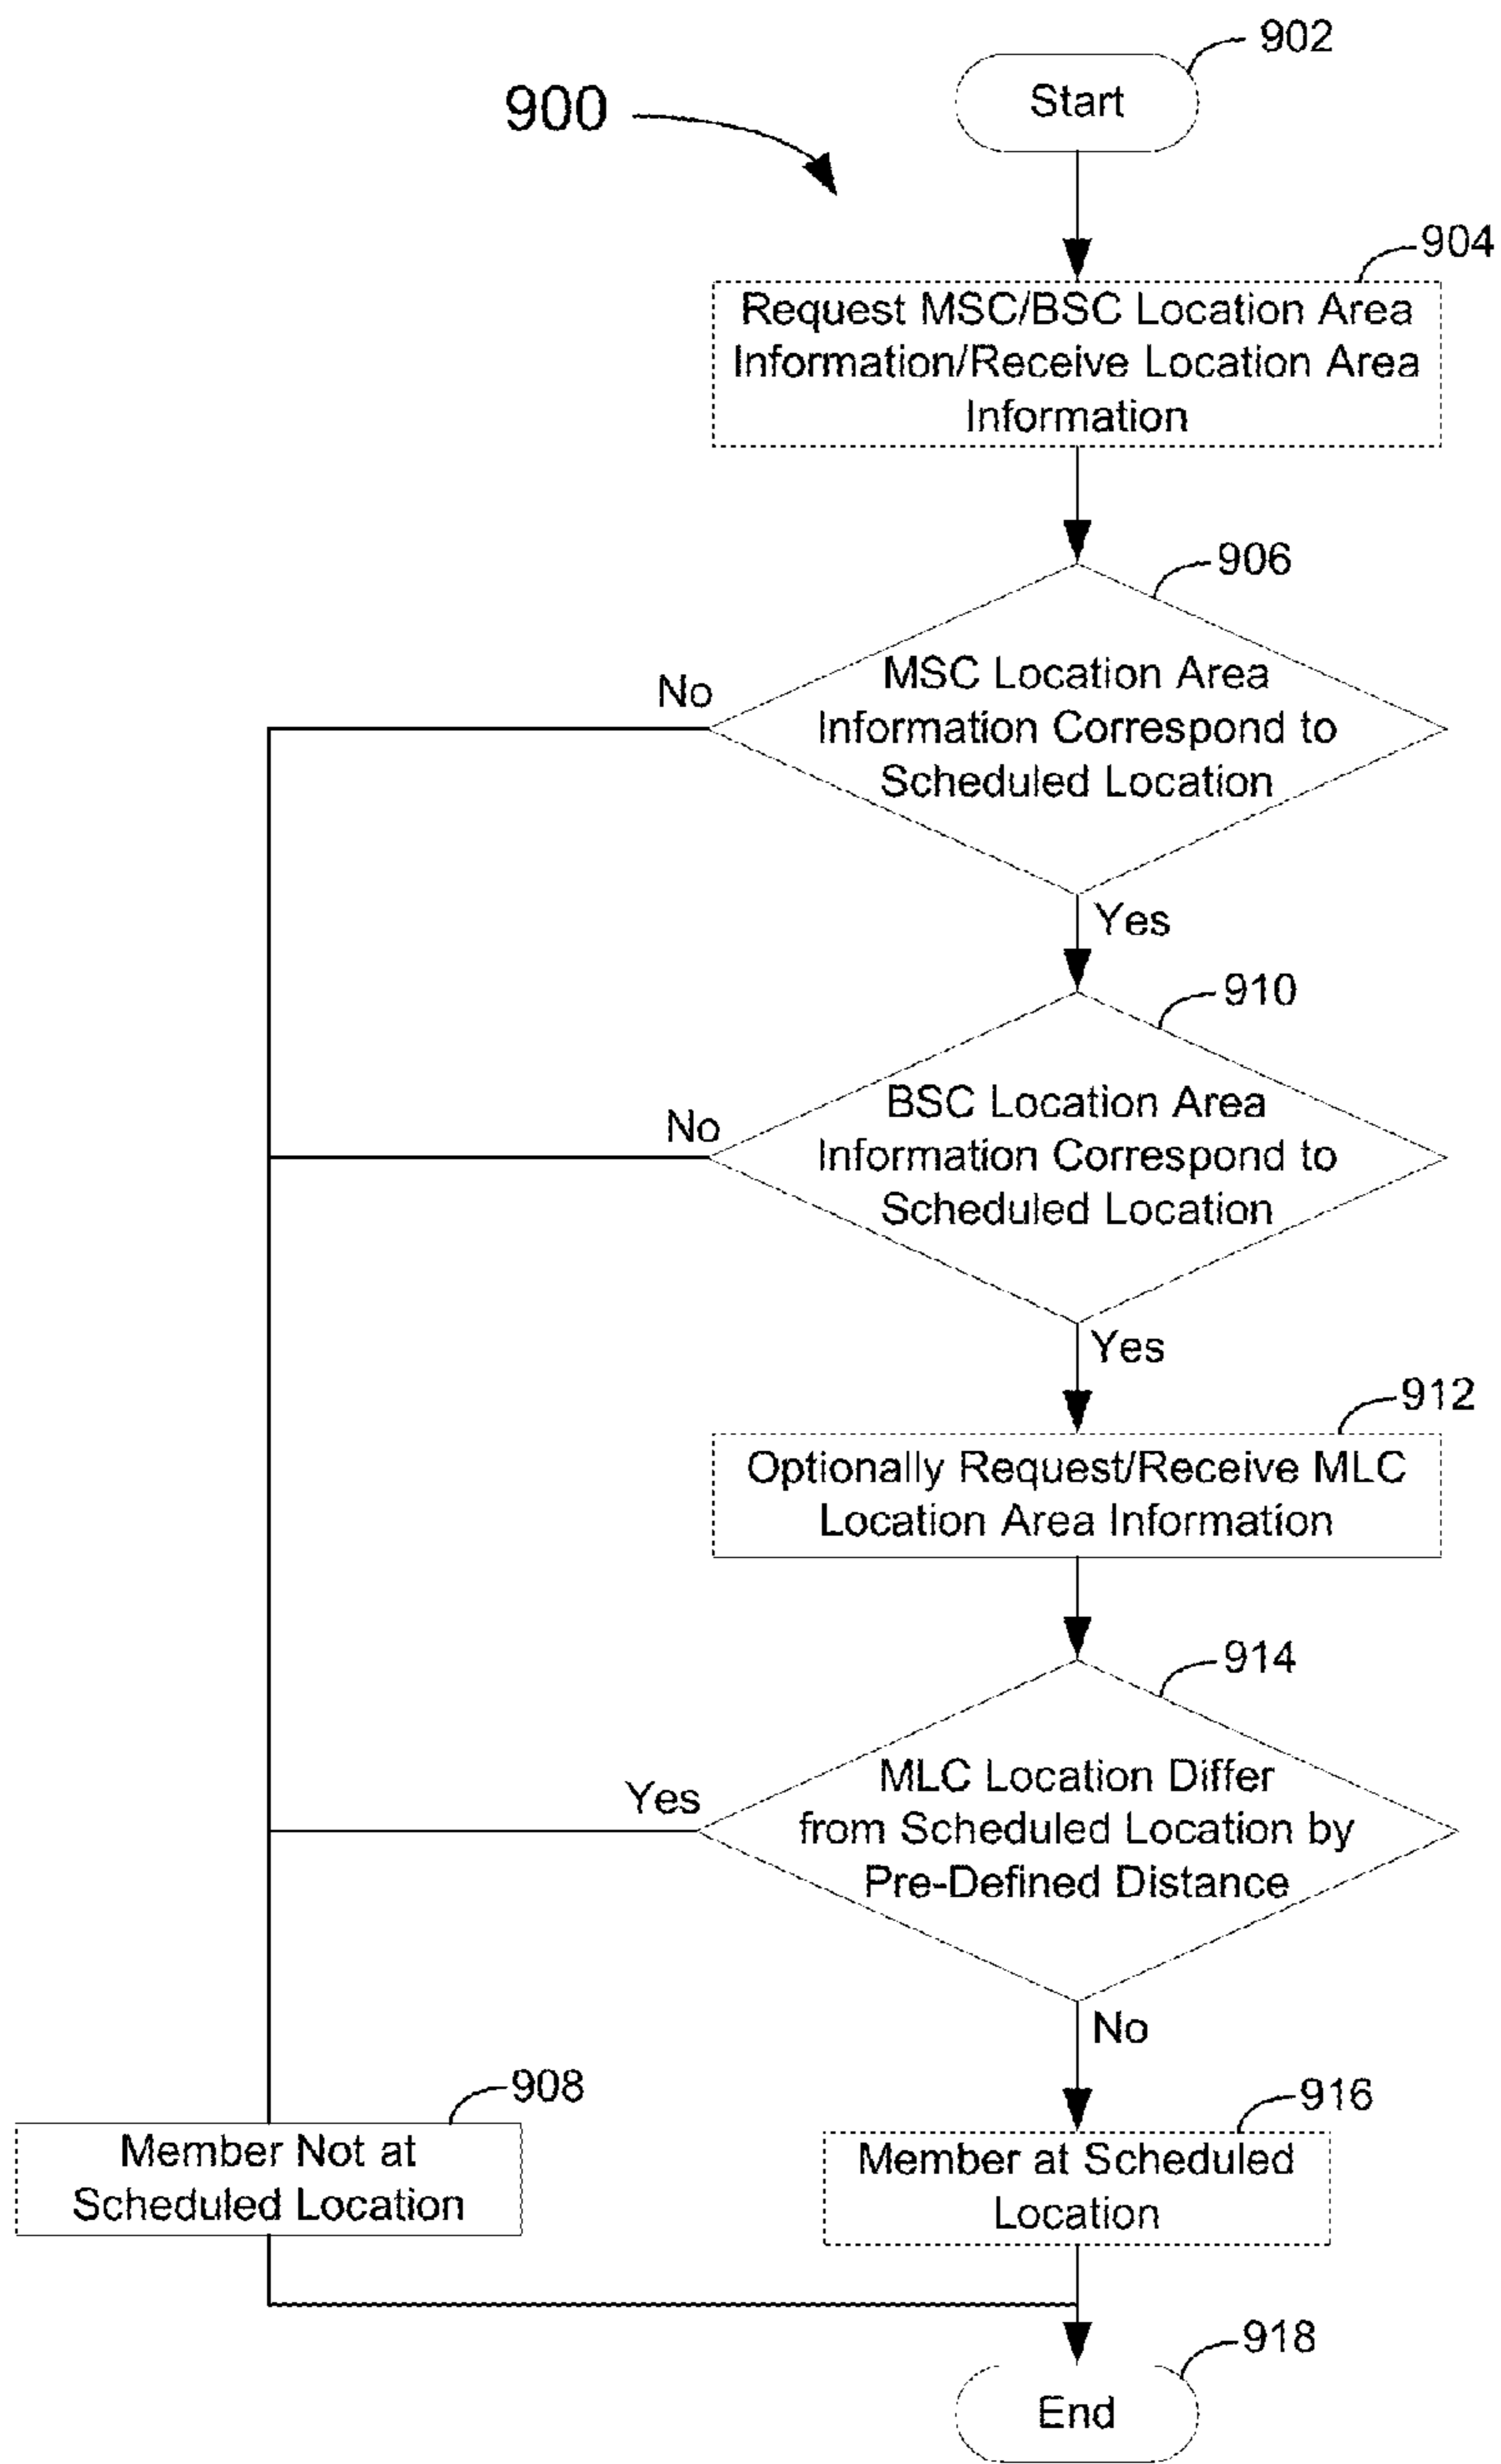 902
Start
900
904
Request MSC/BSC Location Area
Information/Receive Location Area
Information
906
MSC Location Area
Information Correspond to
Scheduled Location
No
Yes
910
BSC Location Area
Information Correspond to
Scheduled Location
No
Yes
912
Optionally Request/Receive MLC
Location Area Information
914
MLC Location Differ
from Scheduled Location by
Pre-Defined Distance
Yes
No
908
Member Not at
Scheduled Location
916
Member at Scheduled
Location
918
End